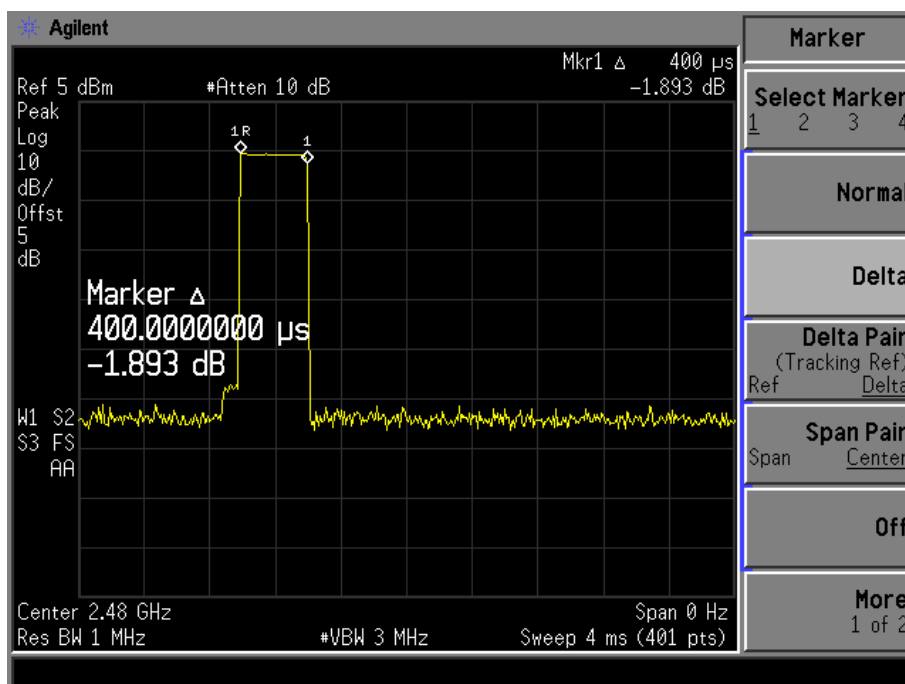 Agilent
Marker
Mkr1 Δ 400 µs
Ref 5 dBm #Atten 10 dB -1.893 dB
Peak
Log
10
dB/
Offst
5
dB
1R
1
Marker Δ
400.0000000 µs
-1.893 dB
W1 S2
S3 FS
AA
Center 2.48 GHz Span 0 Hz
Res BW 1 MHz #VBW 3 MHz Sweep 4 ms (401 pts)
Select Marker
1 2 3 4
Normal
Delta
Delta Pair
(Tracking Ref)
Ref Delta
Span Pair
Span Center
Off
More
1 of 2